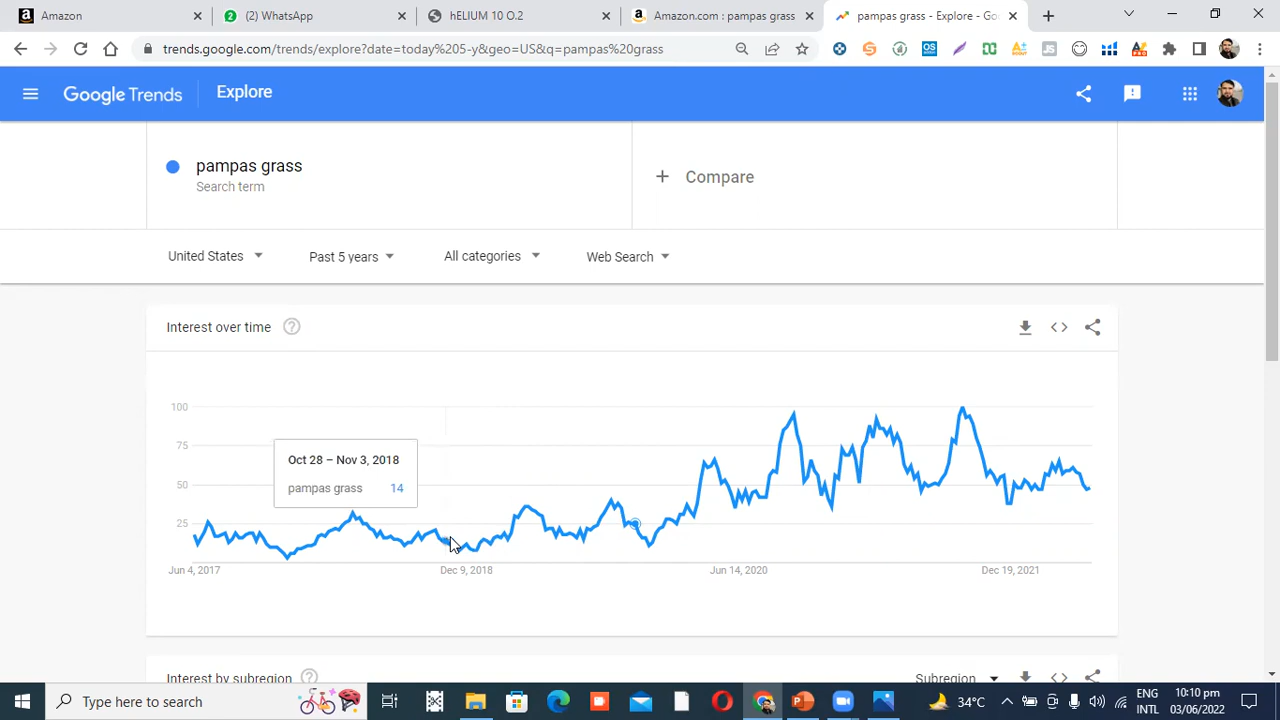 Amazon
(2) WhatsApp
hELIUM 10 O.2
Amazon.com : pampas grass
pampas grass - Explore - Goo
trends.google.com/trends/explore?date=today%205-y&geo=US&q=pampas%20grass
Google Trends
Explore
pampas grass
Search term
+ Compare
United States
Past 5 years
All categories
Web Search
Interest over time
100
75
50
25
Oct 28 – Nov 3, 2018
pampas grass 14
Jun 4, 2017
Dec 9, 2018
Jun 14, 2020
Dec 19, 2021
Interest by subregion
Subregion
Type here to search
34°C
ENG
INTL
10:10 pm
03/06/2022